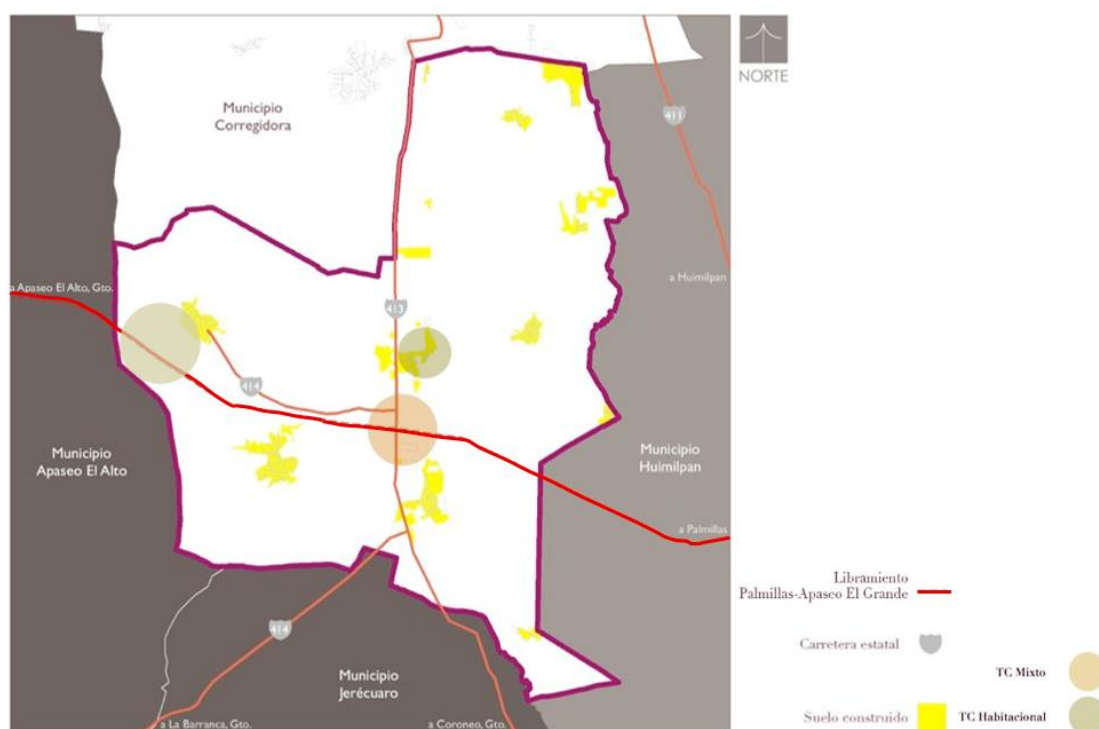 NORTE
Municipio
Corregidora
411
a Huimilpan
a Apaseo El Alto, Gto.
413
414
Municipio
Apaseo El Alto
Municipio
Huimilpan
a Palmillas
Libramiento
Palmillas-Apaseo El Grande
414
Carretera estatal
TC Mixto
Municipio
Jerécuaro
Suelo construido
TC Habitacional
a La Barranca, Gto.
a Coroneo, Gto.